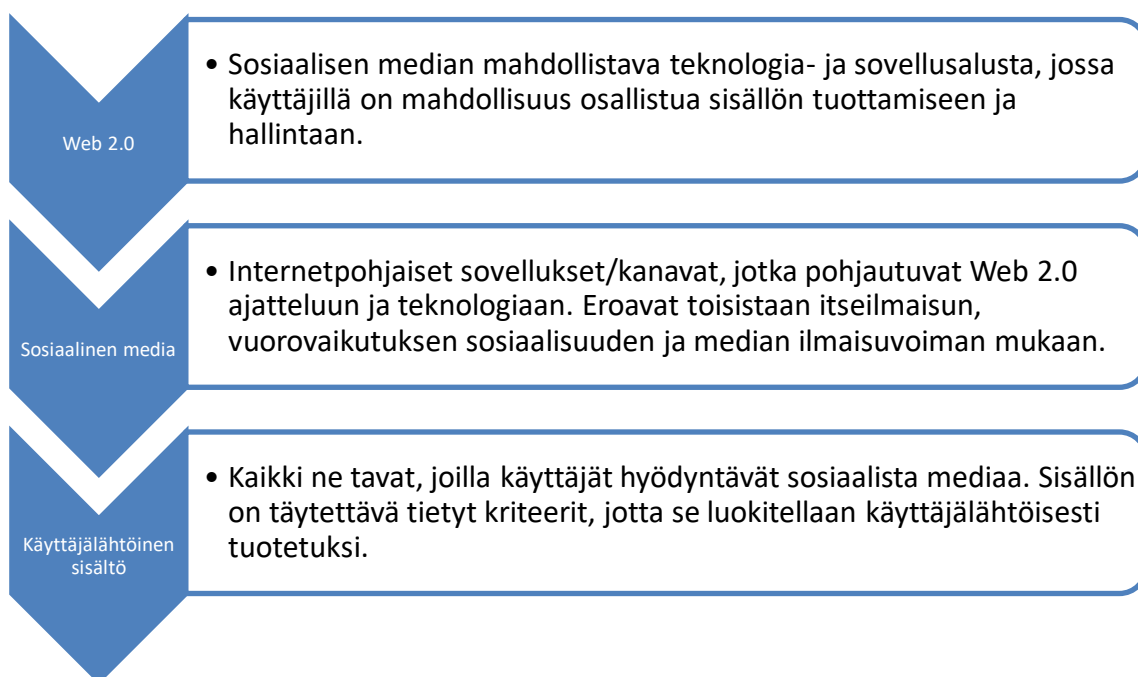 Web 2.0
• Sosiaalisen median mahdollistava teknologia- ja sovellusalusta, jossa
käyttäjillä on mahdollisuus osallistua sisällön tuottamiseen ja
hallintaan.
Sosiaalinen media
• Internetpohjaiset sovellukset/kanavat, jotka pohjautuvat Web 2.0
ajatteluun ja teknologiaan. Eroavat toisistaan itseilmaisun,
vuorovaikutuksen sosiaalisuuden ja median ilmaisuvoiman mukaan.
Käyttäjälähtöinen
sisältö
• Kaikki ne tavat, joilla käyttäjät hyödyntävät sosiaalista mediaa. Sisällön
on täytettävä tietyt kriteerit, jotta se luokitellaan käyttäjälähtöisesti
tuotetuksi.